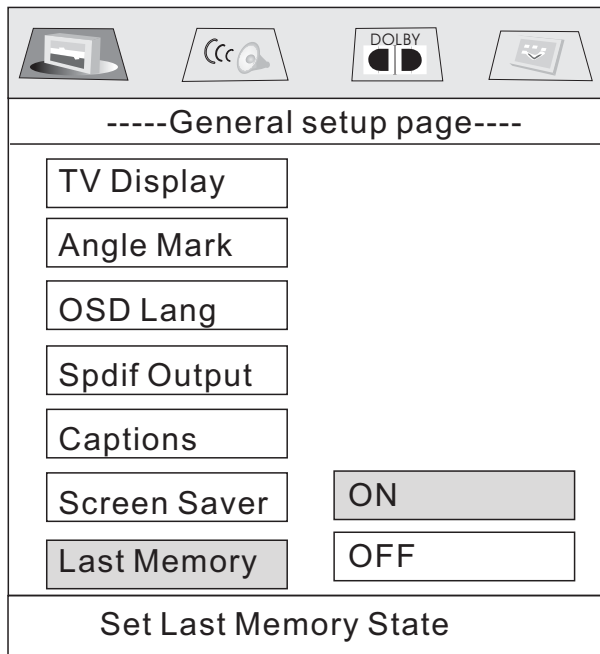 DOLBY
-----General setup page----
TV Display
Angle Mark
OSD Lang
Spdif Output
Captions
Screen Saver
ON
Last Memory
OFF
Set Last Memory State